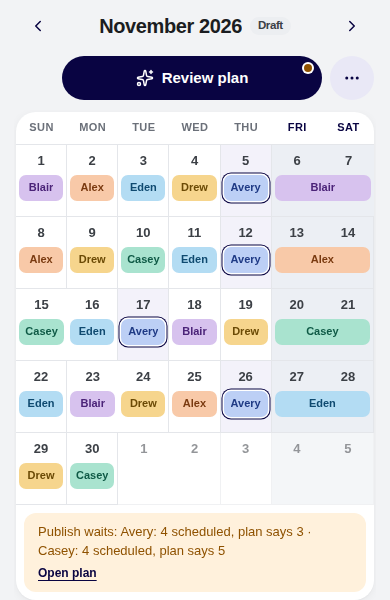 November 2026 Draft
Review plan
SUN MON TUE WED THU FRI SAT
1 2 3 4 5 6 7
Blair Alex Eden Drew Avery Blair
8 9 10 11 12 13 14
Alex Drew Casey Eden Avery Alex
15 16 17 18 19 20 21
Casey Eden Avery Blair Drew Casey
22 23 24 25 26 27 28
Eden Blair Drew Alex Avery Eden
29 30 1 2 3 4 5
Drew Casey
Publish waits: Avery: 4 scheduled, plan says 3 ·
Casey: 4 scheduled, plan says 5
Open plan